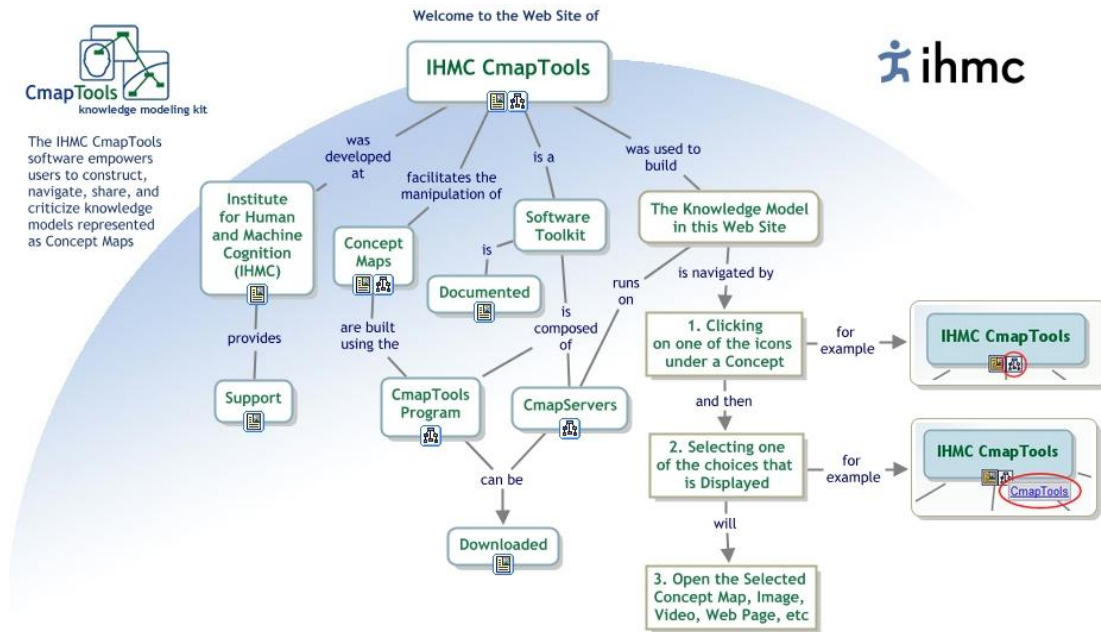 Welcome to the Web Site of
IHMC CmapTools
ihmc
CmapTools
knowledge modeling kit
The IHMC CmapTools
software empowers
users to construct,
navigate, share, and
criticize knowledge
models represented
as Concept Maps
was
developed
at
facilitates the
manipulation of
is a
was used to
build
Institute
for Human
and Machine
Cognition
(IHMC)
Concept
Maps
Software
Toolkit
The Knowledge Model
in this Web Site
is
Documented
runs
on
is navigated by
provides
are built
using the
is
composed
of
1. Clicking
on one of the icons
under a Concept
for
example
IHMC CmapTools
Support
CmapTools
Program
CmapServers
and then
2. Selecting one
of the choices that
is Displayed
for
example
IHMC CmapTools
CmapTools
can be
Downloaded
will
3. Open the Selected
Concept Map, Image,
Video, Web Page, etc